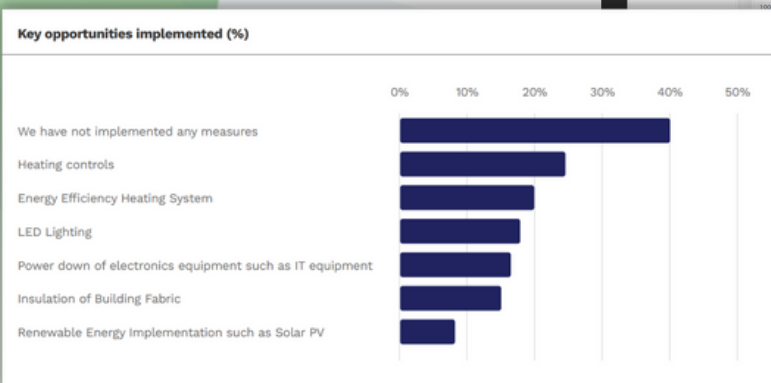 100
Key opportunities implemented (%)
0% 10% 20% 30% 40% 50%
We have not implemented any measures
Heating controls
Energy Efficiency Heating System
LED Lighting
Power down of electronics equipment such as IT equipment
Insulation of Building Fabric
Renewable Energy Implementation such as Solar PV